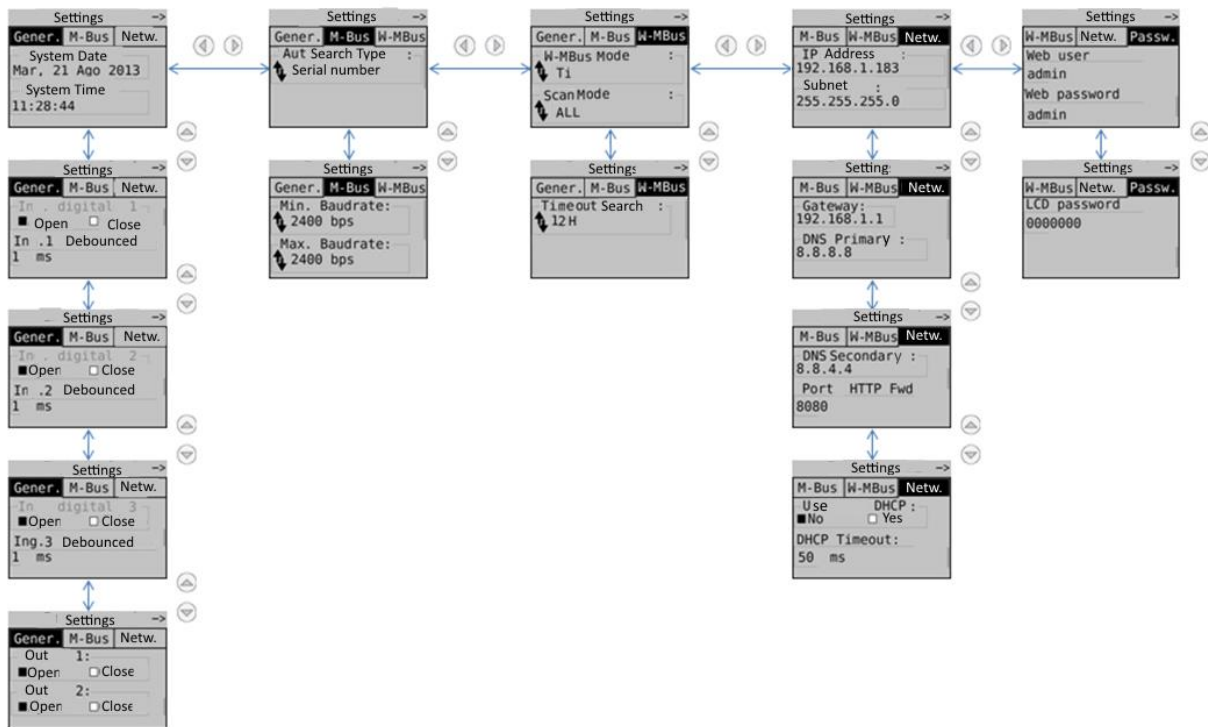 Settings ->
Gener. M-Bus Netw.
System Date
Mar, 21 Ago 2013
System Time
11:28:44
Settings ->
Gener. M-Bus W-MBus
Aut Search Type :
Serial number
Settings ->
Gener. M-Bus W-MBus
W-MBus Mode :
Ti
Scan Mode :
ALL
Settings ->
M-Bus W-MBus Netw.
IP Address :
192.168.1.183
Subnet :
255.255.255.0
Settings ->
W-MBus Netw. Passw.
Web user
admin
Web password
admin
Settings ->
Gener. M-Bus Netw.
In . digital 1
Open Close
In .1 Debounced
1 ms
Settings ->
Gener. M-Bus W-MBus
Min. Baudrate:
2400 bps
Max. Baudrate:
2400 bps
Settings ->
Gener. M-Bus W-MBus
Timeout Search :
12H
Setting: ->
M-Bus W-MBus Netw.
Gateway:
192.168.1.1
DNS Primary :
8.8.8.8
Settings ->
W-MBus Netw. Passw.
LCD password
0000000
Settings ->
Gener. M-Bus Netw.
In . digital 2
Open Close
In .2 Debounced
1 ms
Settings ->
M-Bus W-MBus Netw.
DNS Secondary :
8.8.4.4
Port HTTP Fwd
8080
Settings ->
Gener. M-Bus Netw.
In digital 3
Open Close
Ing.3 Debounced
1 ms
Settings ->
M-Bus W-MBus Netw.
Use DHCP :
No Yes
DHCP Timeout:
50 ms
Settings ->
Gener. M-Bus Netw.
Out 1:
Open Close
Out 2:
Open Close